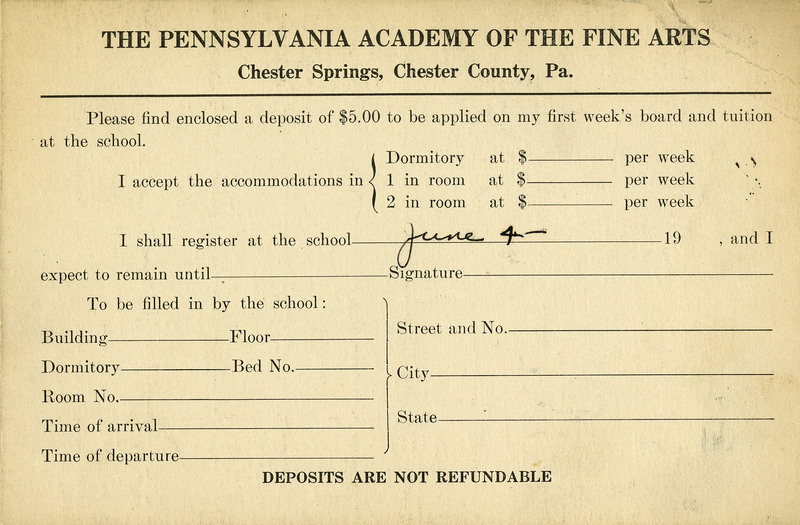 THE PENNSYLVANIA ACADEMY OF THE FINE ARTS
Chester Springs, Chester County, Pa.
Please find enclosed a deposit of $5.00 to be applied on my first week's board and tuition
at the school.
I accept the accommodations in
Dormitory at $ per week
1 in room at $ per week
2 in room at $ per week
I shall register at the school June 4- 19 , and I
expect to remain until Signature
To be filled in by the school:
Building Floor
Dormitory Bed No.
Room No.
Time of arrival
Time of departure
Street and No.
City
State
DEPOSITS ARE NOT REFUNDABLE